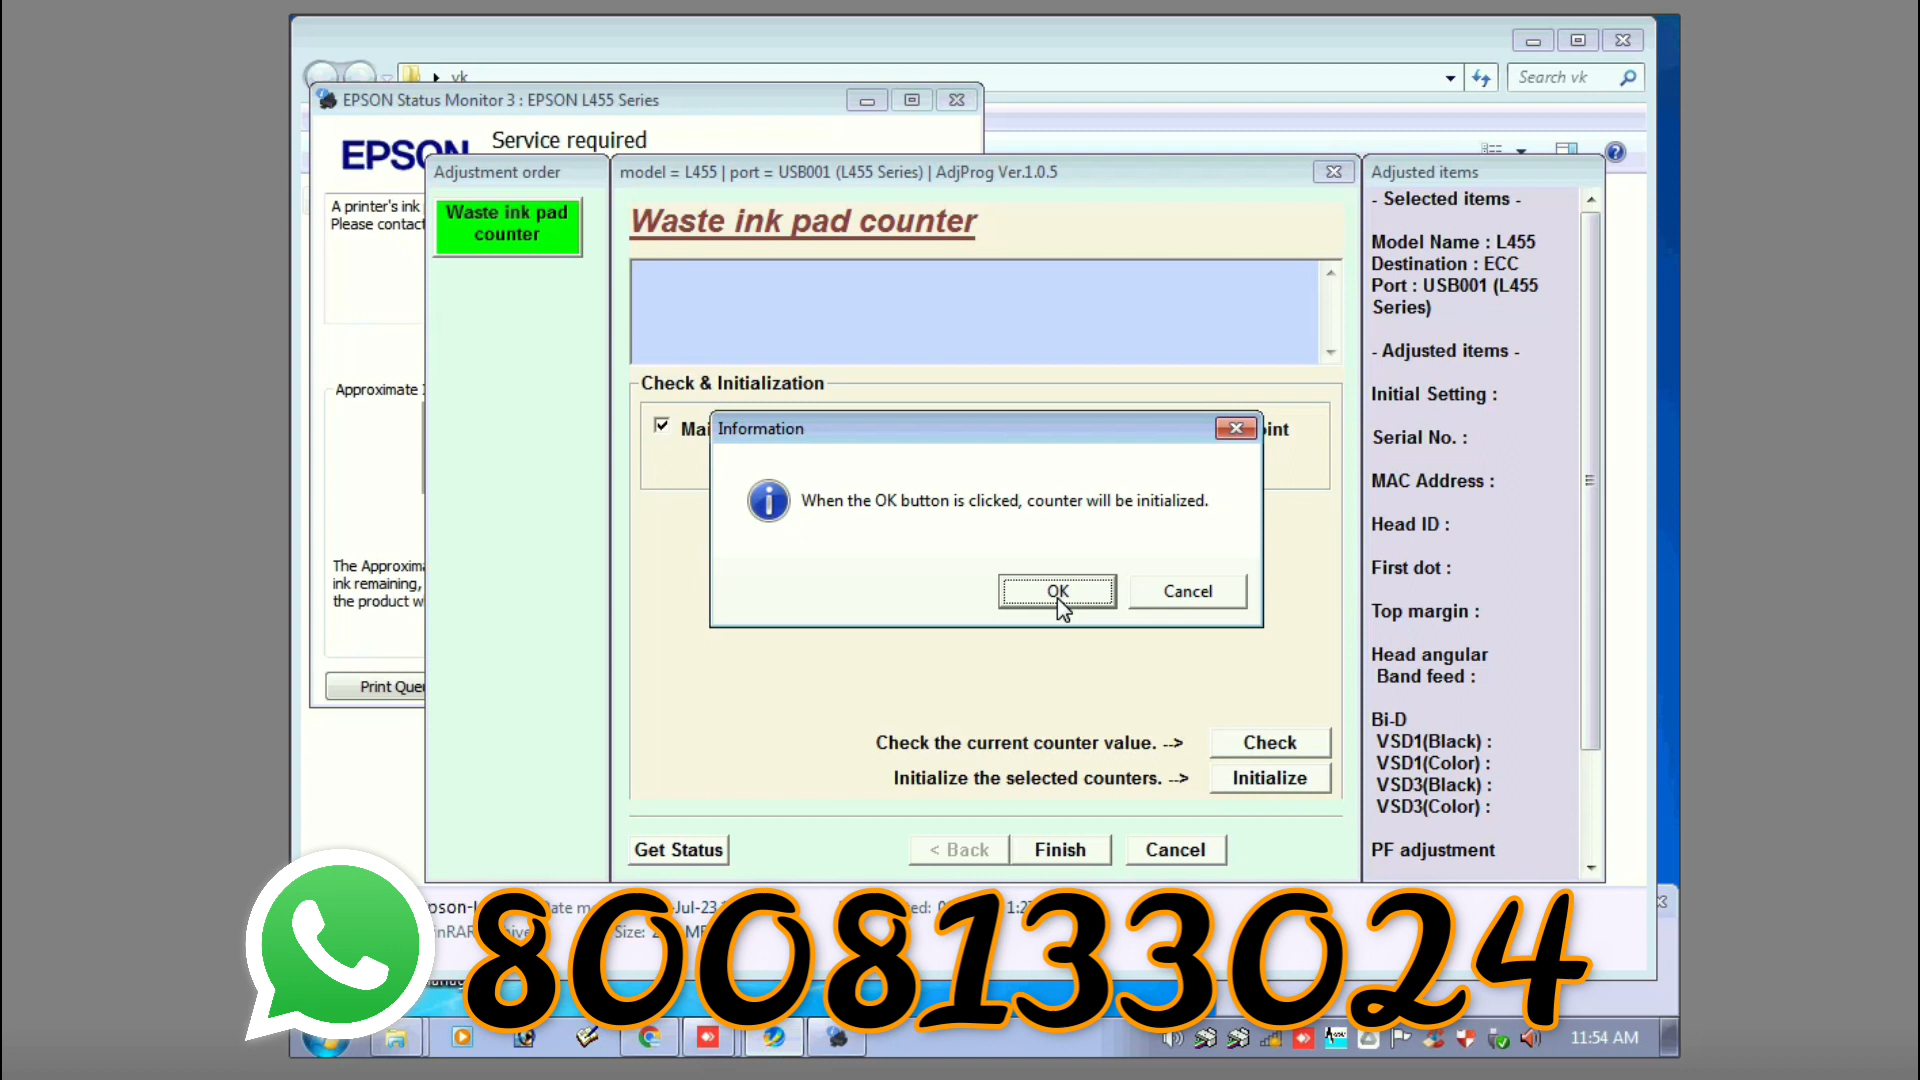 vk
Search vk
EPSON Status Monitor 3 : EPSON L455 Series
EPSON
Service required
A printer's ink
Please contact
Approximate
The Approxim
ink remaining,
the product w
Print Que
Adjustment order
Waste ink pad
counter
model = L455 | port = USB001 (L455 Series) | AdjProg Ver.1.0.5
Waste ink pad counter
Check & Initialization
Mai
oint
Information
When the OK button is clicked, counter will be initialized.
OK
Cancel
Check the current counter value. -->
Check
Initialize the selected counters. -->
Initialize
Get Status
< Back
Finish
Cancel
Adjusted items
- Selected items -
Model Name : L455
Destination : ECC
Port : USB001 (L455
Series)
- Adjusted items -
Initial Setting :
Serial No. :
MAC Address :
Head ID :
First dot :
Top margin :
Head angular
Band feed :
Bi-D
VSD1(Black) :
VSD1(Color) :
VSD3(Black) :
VSD3(Color) :
PF adjustment
Size:
8008133024
11:54 AM